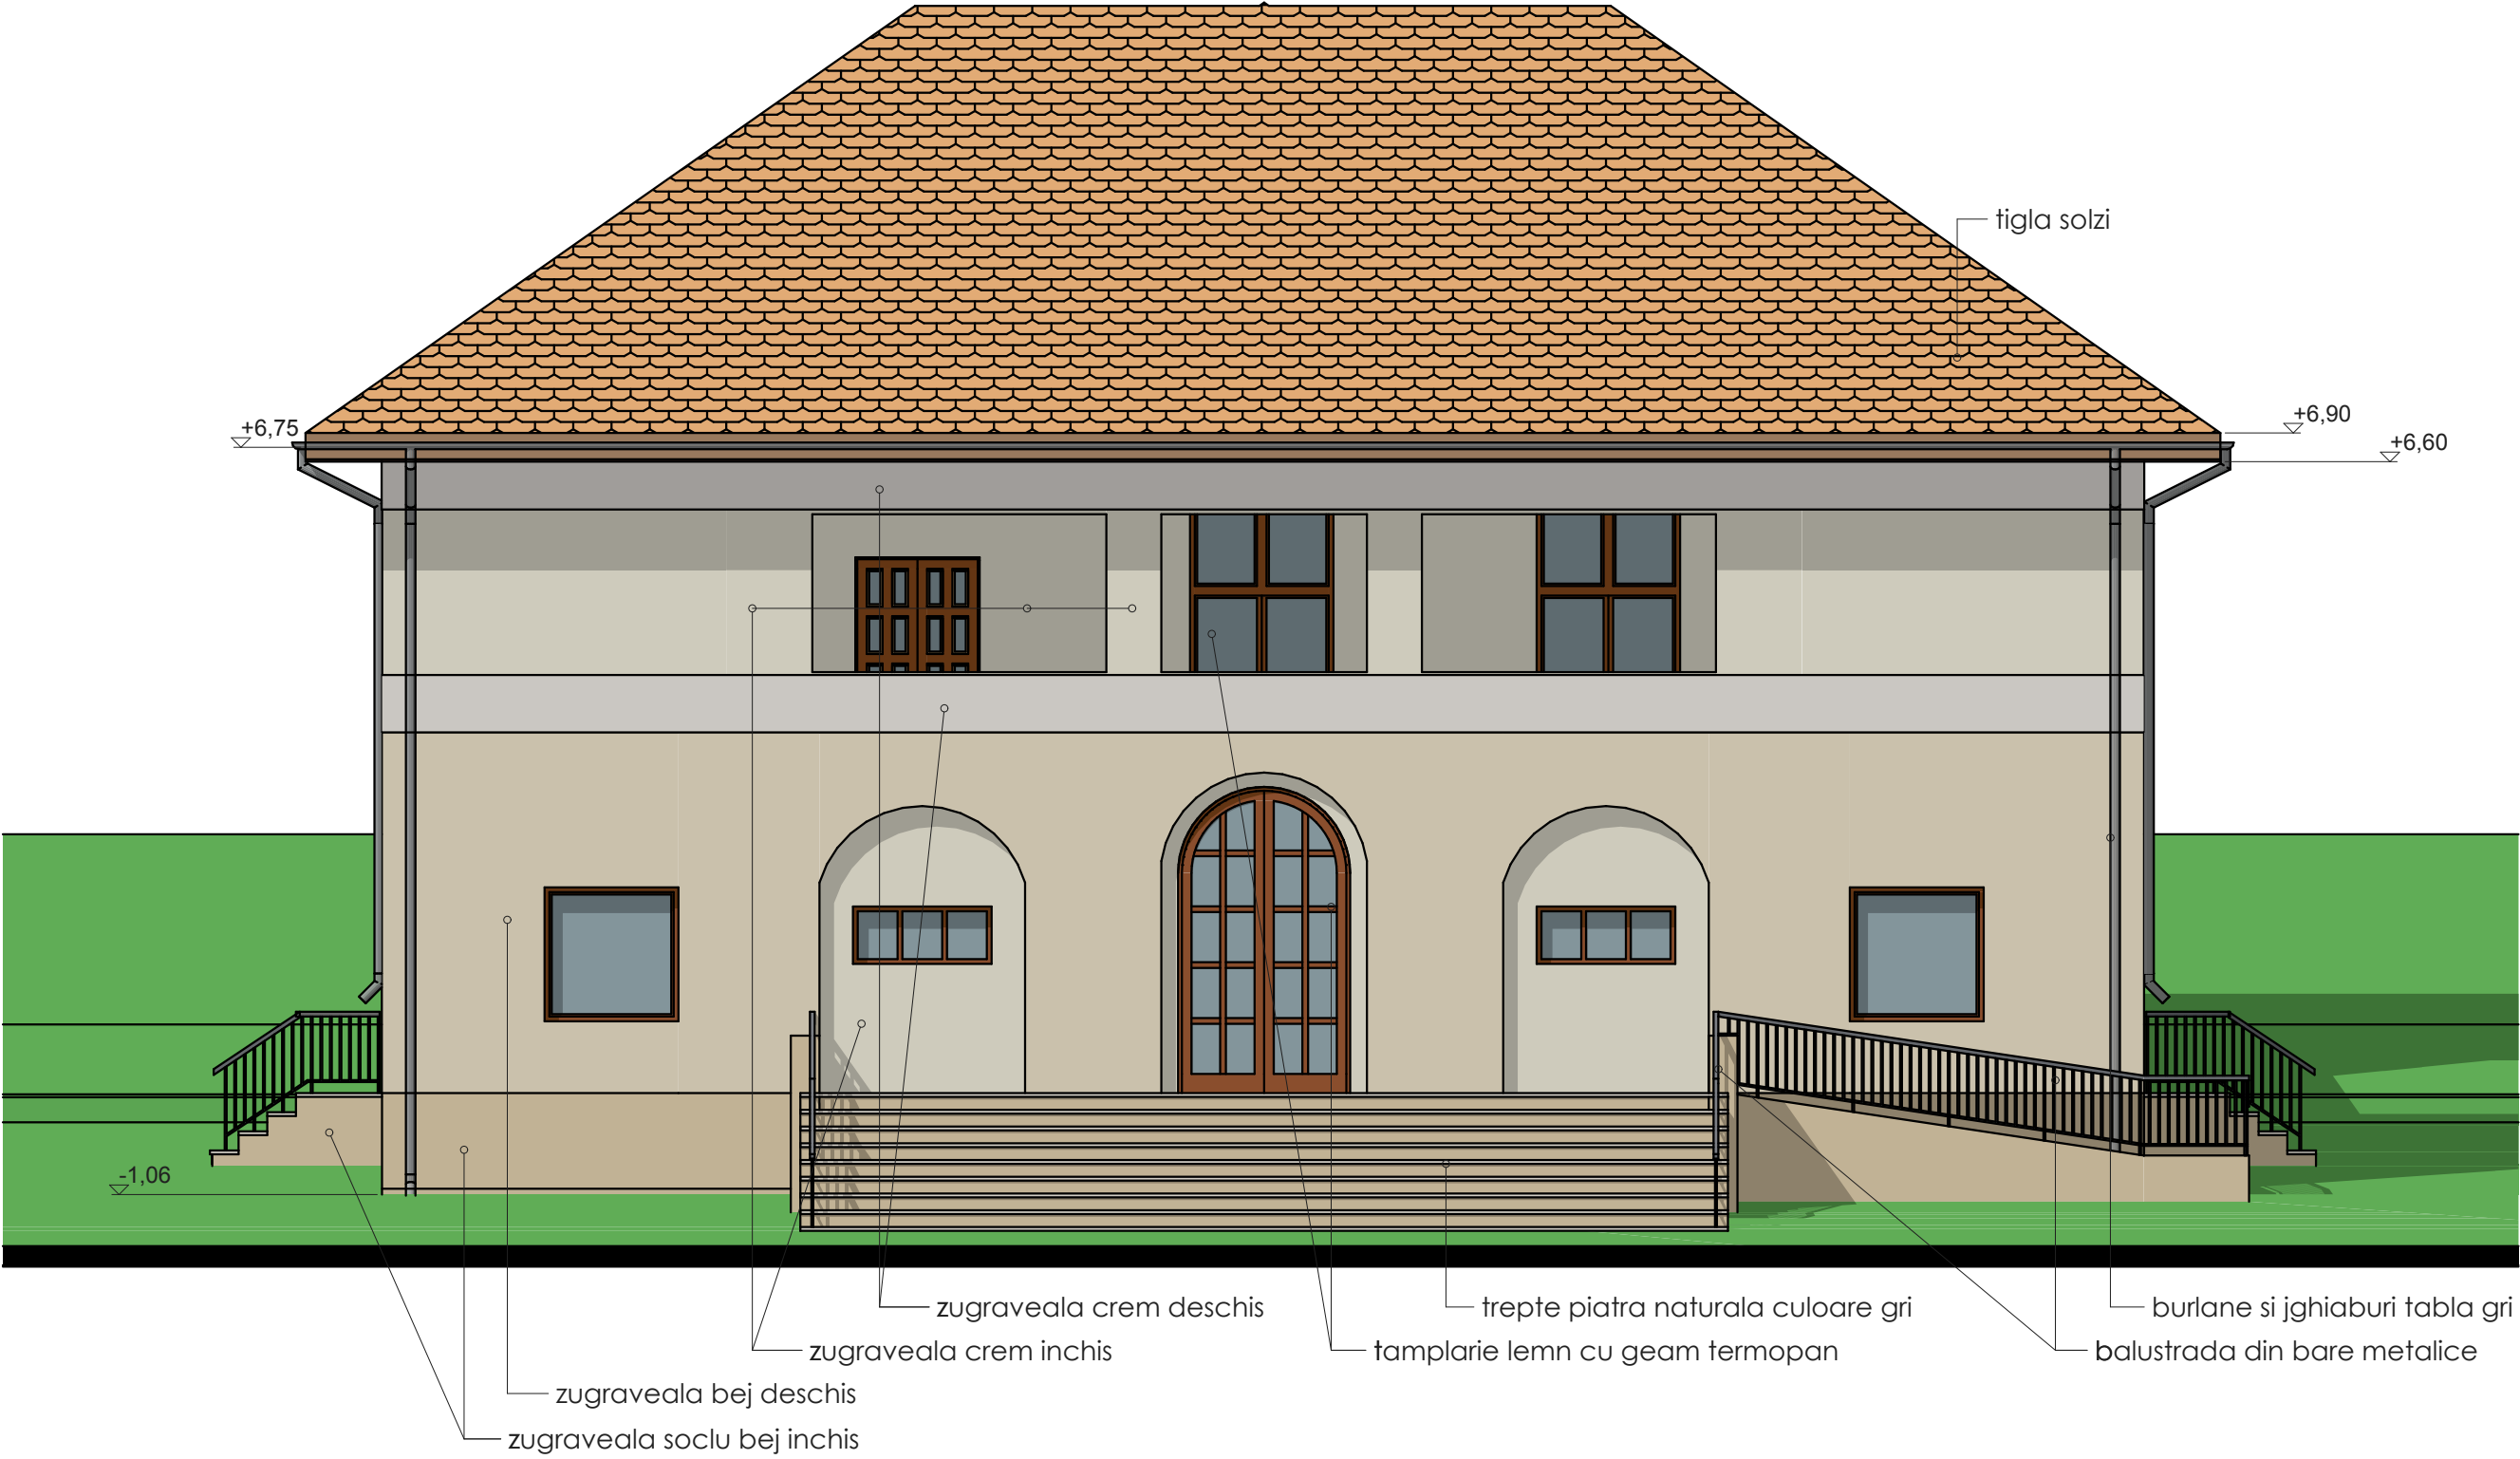 tigla solzi
+6,75
+6,90
+6,60
-1,06
zugraveala crem deschis
trepte piatra naturala culoare gri
burlane si jghiaburi tabla gri
zugraveala crem inchis
tamplarie lemn cu geam termopan
balustrada din bare metalice
zugraveala bej deschis
zugraveala soclu bej inchis